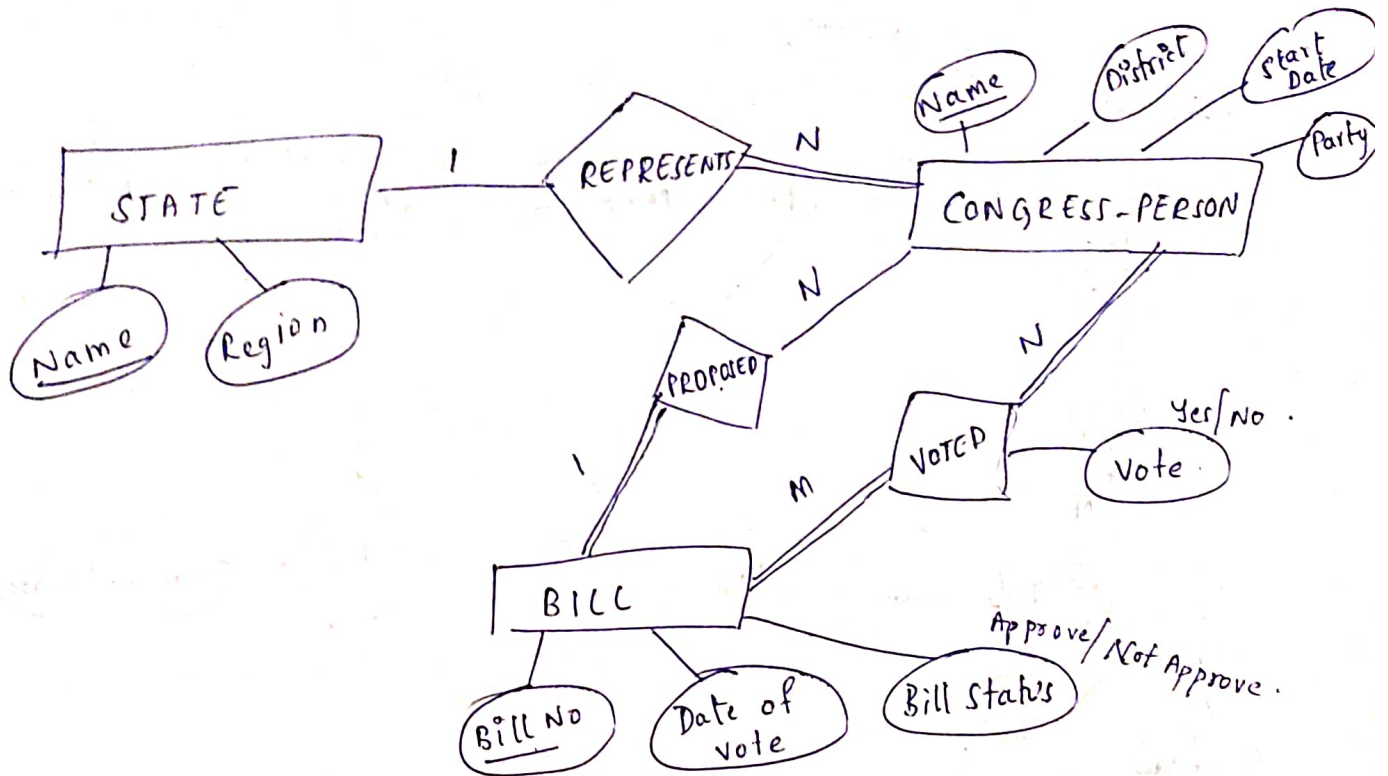 Name
District
Start
Date
Party
STATE
1
REPRESENTS
N
CONGRESS-PERSON
Name
Region
PROPOSED
N
1
VOTED
N
M
Yes/No.
Vote.
BILL
Bill No
Date of
vote
Approve/Not Approve.
Bill Status